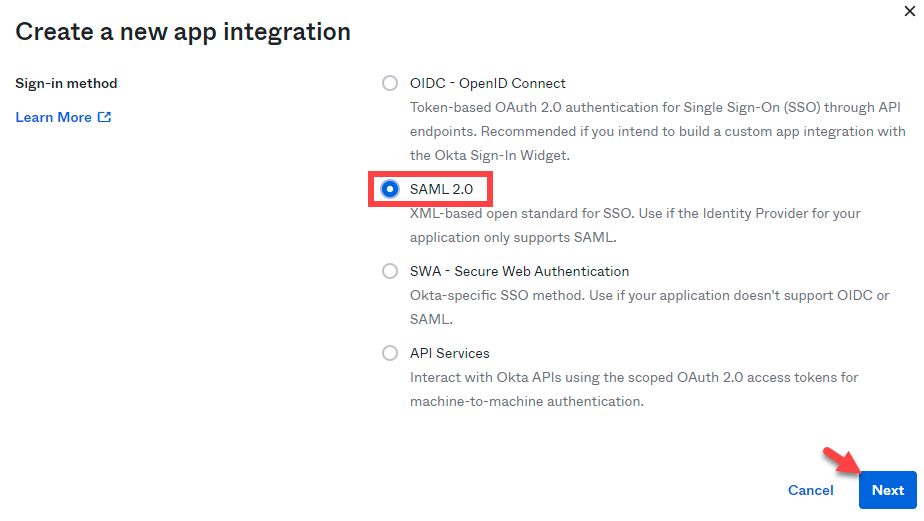 Create a new app integration
Sign-in method
Learn More
OIDC - OpenID Connect
Token-based OAuth 2.0 authentication for Single Sign-On (SSO) through API
endpoints. Recommended if you intend to build a custom app integration with
the Okta Sign-In Widget.
SAML 2.0
XML-based open standard for SSO. Use if the Identity Provider for your
application only supports SAML.
SWA - Secure Web Authentication
Okta-specific SSO method. Use if your application doesn't support OIDC or
SAML.
API Services
Interact with Okta APIs using the scoped OAuth 2.0 access tokens for
machine-to-machine authentication.
Cancel
Next